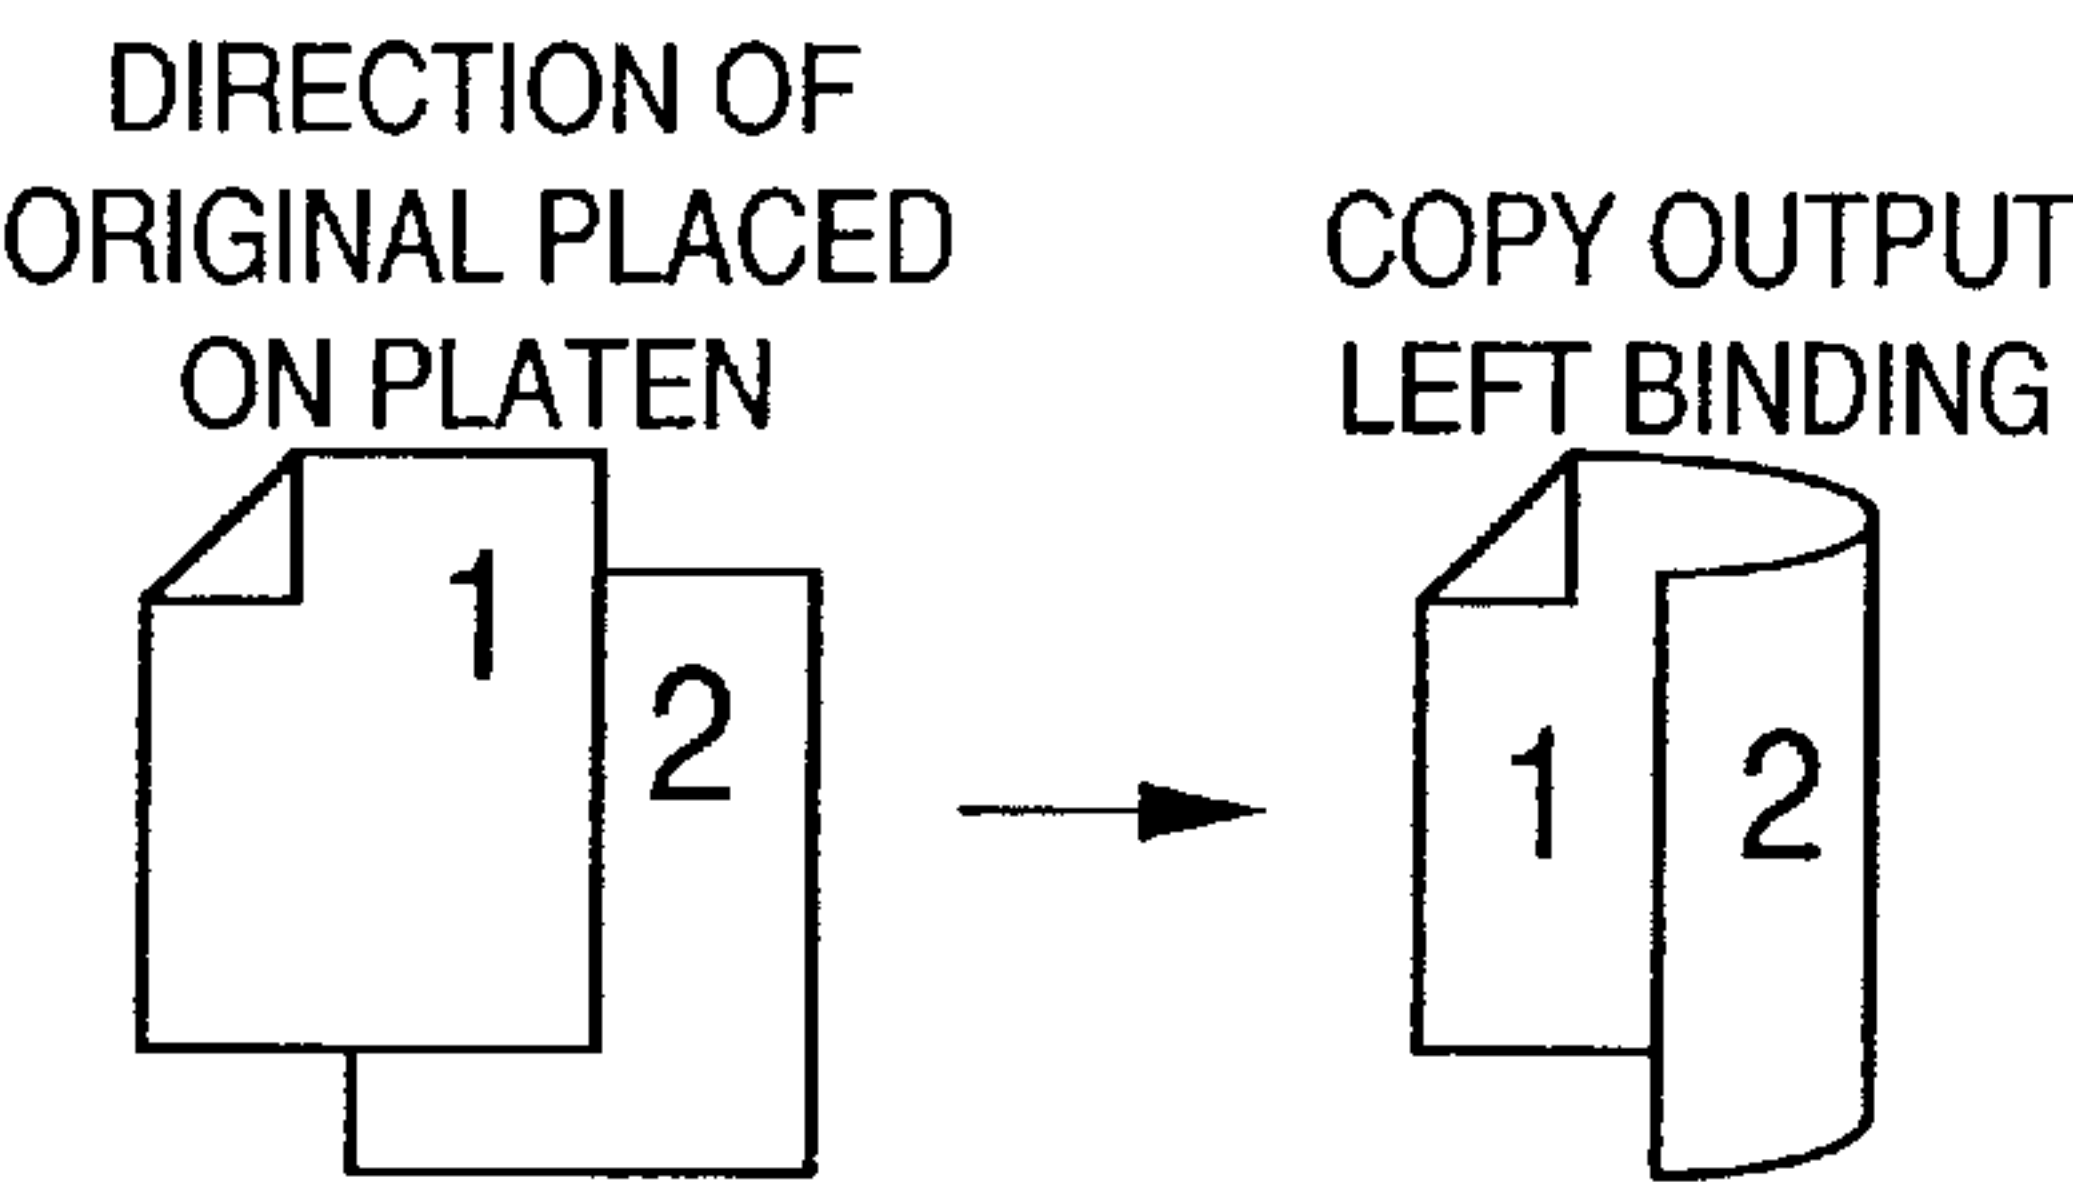 DIRECTION OF
ORIGINAL PLACED
ON PLATEN
COPY OUTPUT
LEFT BINDING
1
2
1
2